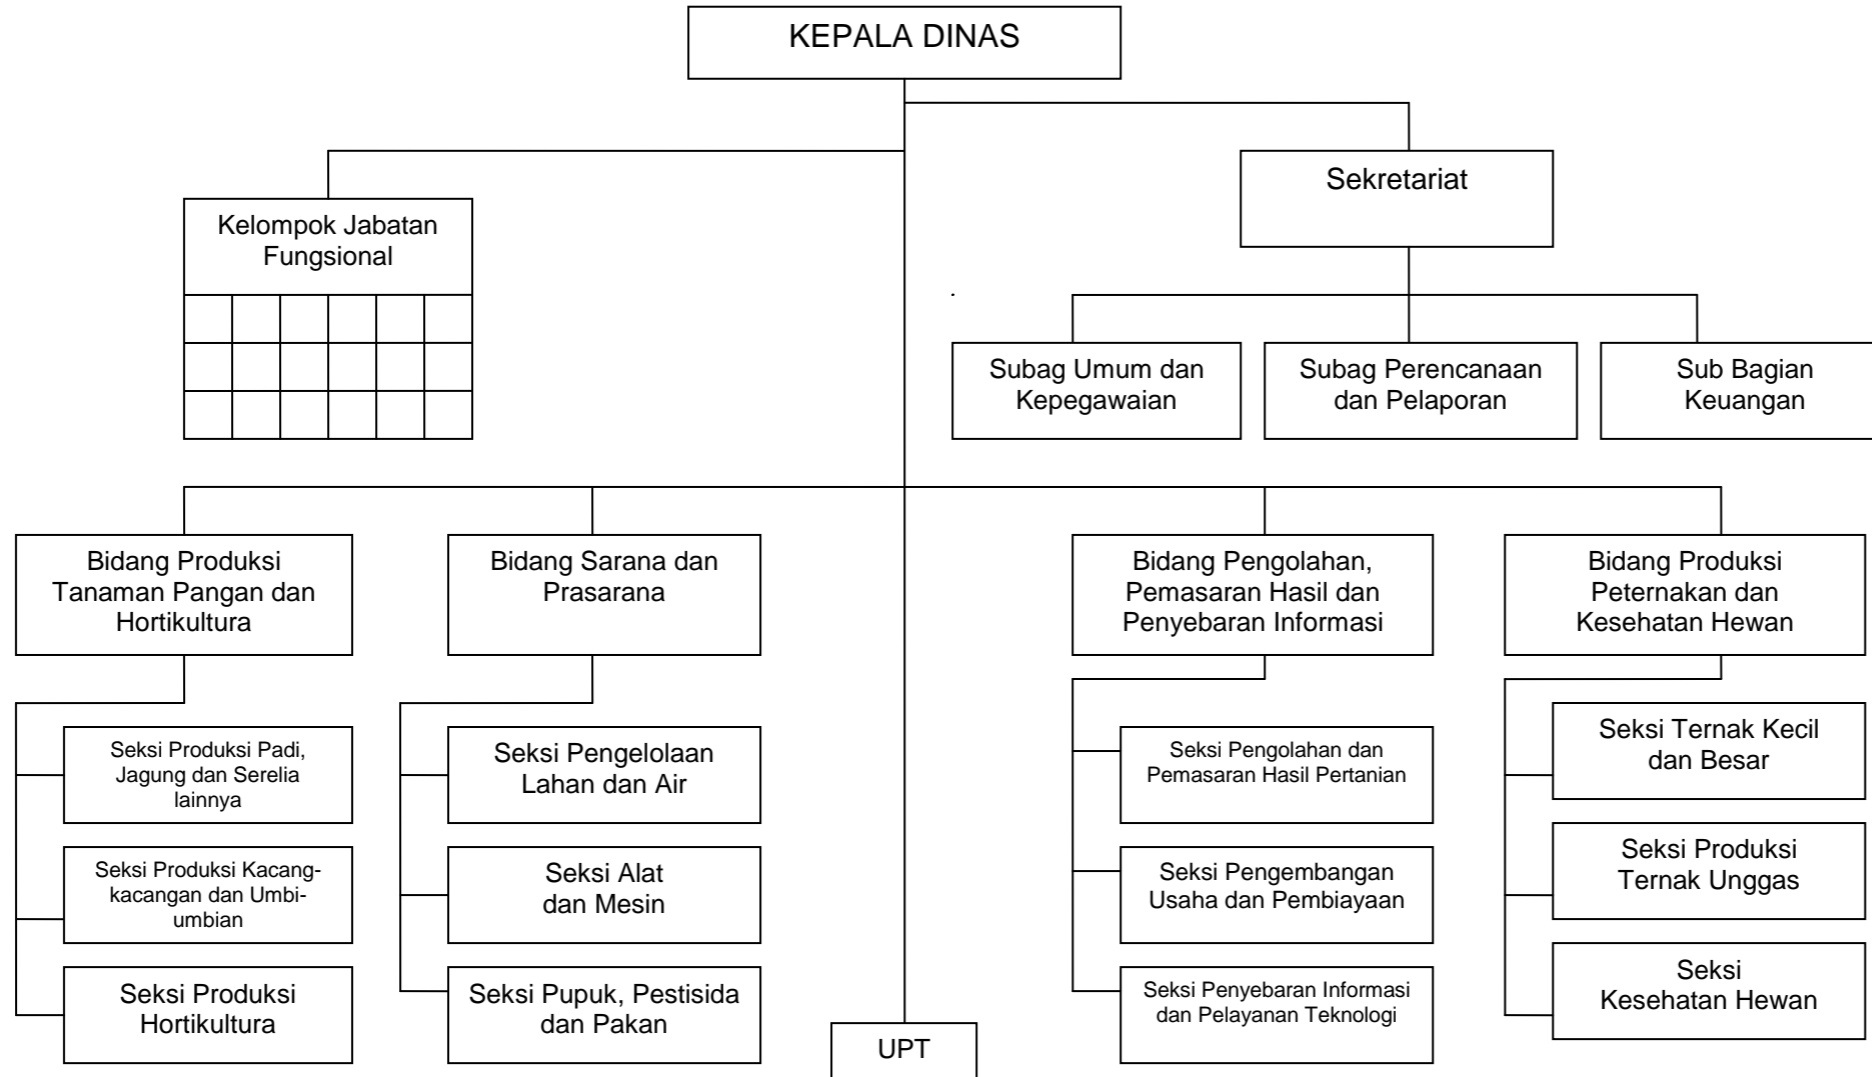 KEPALA DINAS
Sekretariat
Kelompok Jabatan
Fungsional
Subag Umum dan
Kepegawaian
Subag Perencanaan
dan Pelaporan
Sub Bagian
Keuangan
Bidang Produksi
Tanaman Pangan dan
Hortikultura
Bidang Sarana dan
Prasarana
Bidang Pengolahan,
Pemasaran Hasil dan
Penyebaran Informasi
Bidang Produksi
Peternakan dan
Kesehatan Hewan
Seksi Produksi Padi,
Jagung dan Serelia
lainnya
Seksi Produksi Kacang-
kacangan dan Umbi-
umbian
Seksi Produksi
Hortikultura
Seksi Pengelolaan
Lahan dan Air
Seksi Alat
dan Mesin
Seksi Pupuk, Pestisida
dan Pakan
Seksi Pengolahan dan
Pemasaran Hasil Pertanian
Seksi Pengembangan
Usaha dan Pembiayaan
Seksi Penyebaran Informasi
dan Pelayanan Teknologi
Seksi Ternak Kecil
dan Besar
Seksi Produksi
Ternak Unggas
Seksi
Kesehatan Hewan
UPT